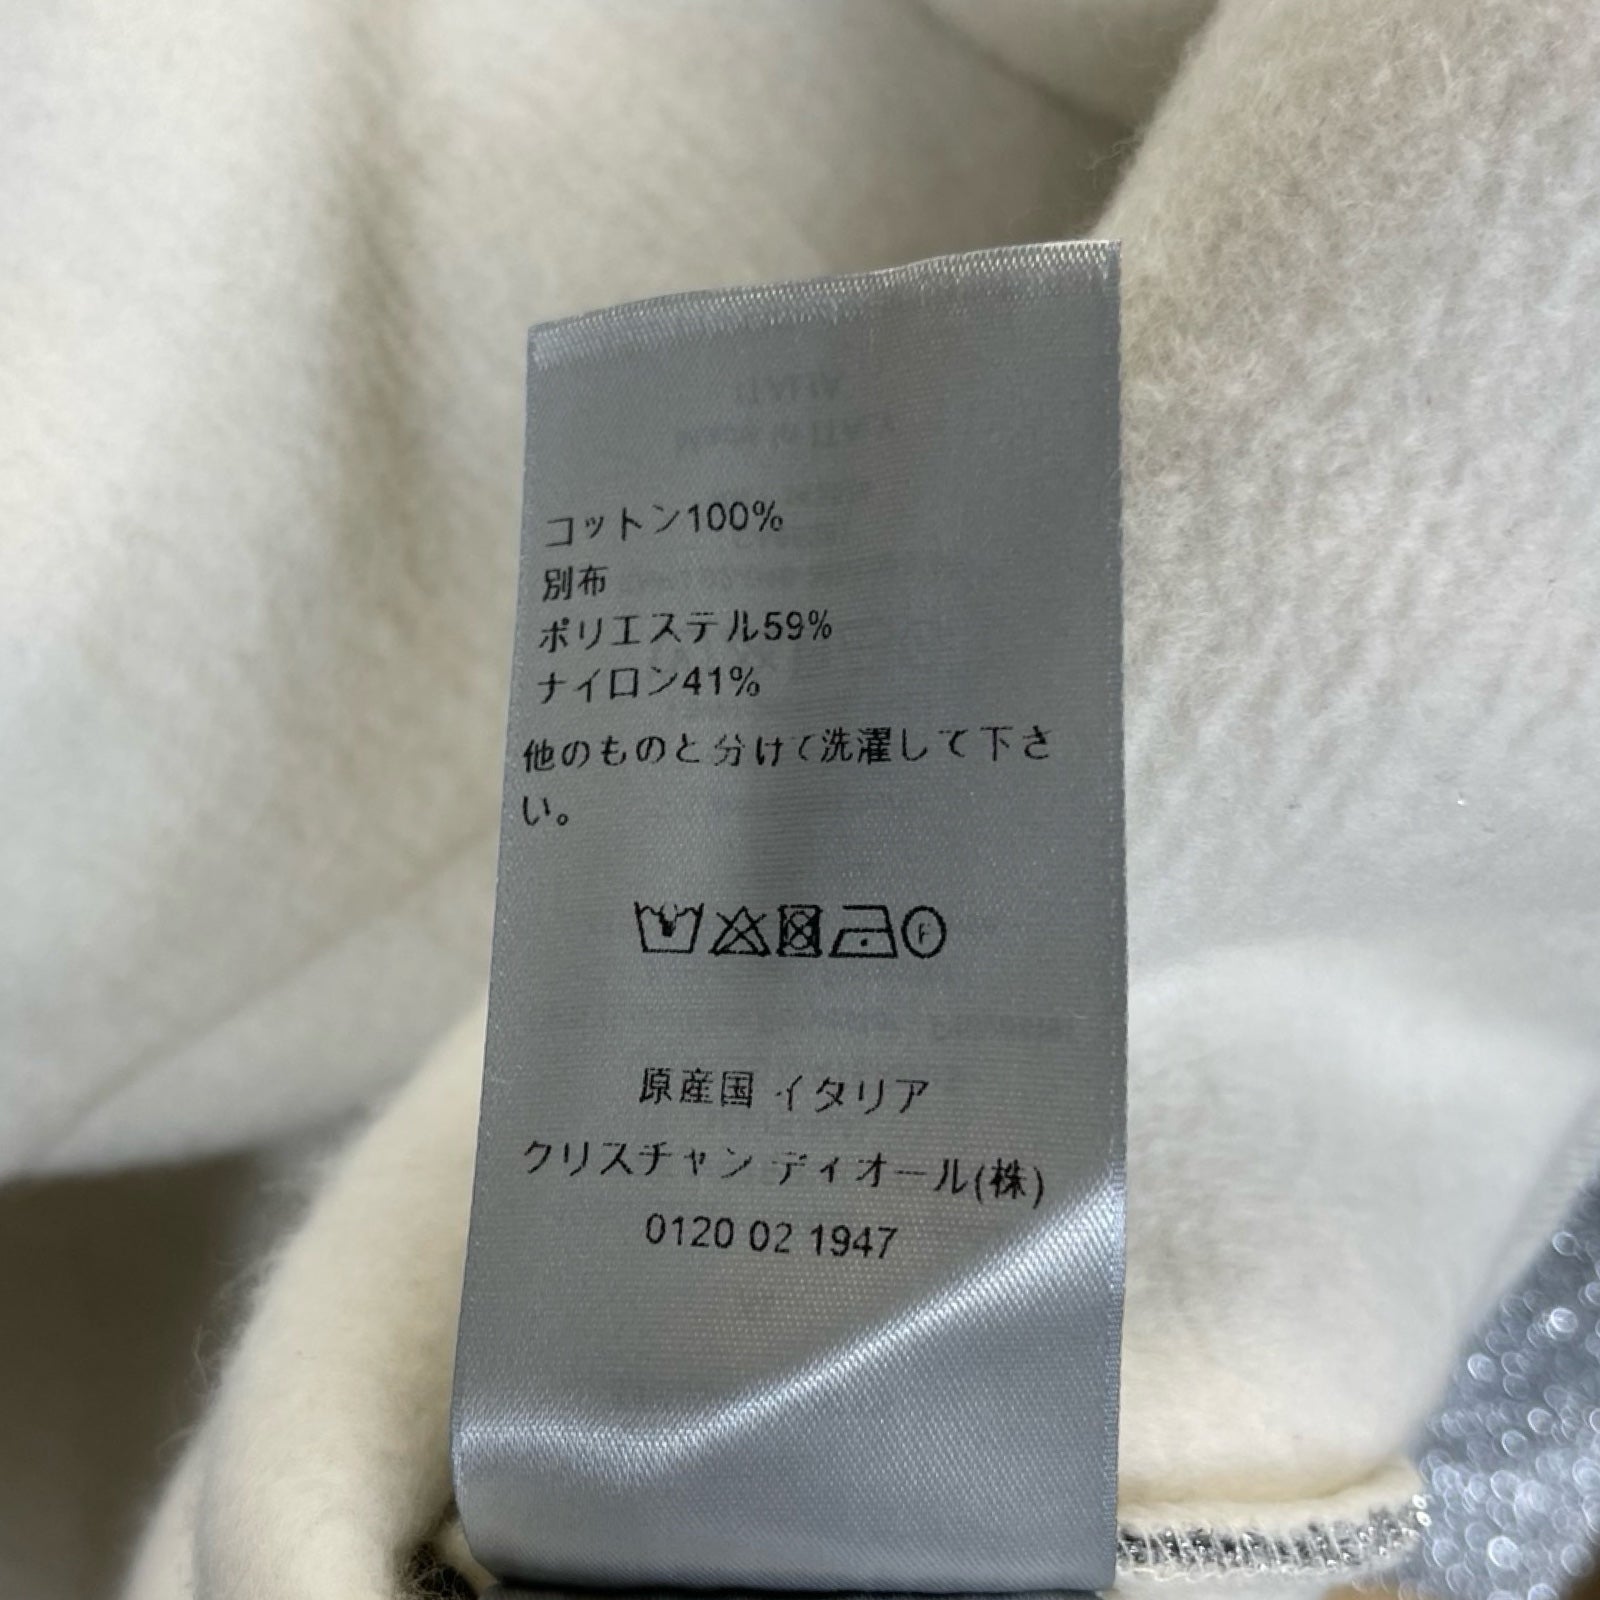 コットン100%
別布
ポリエステル59%
ナイロン41%
他のものと分けて洗濯して下さ
い。
F
原産国 イタリア
クリスチャン ディオール(株)
0120 02 1947